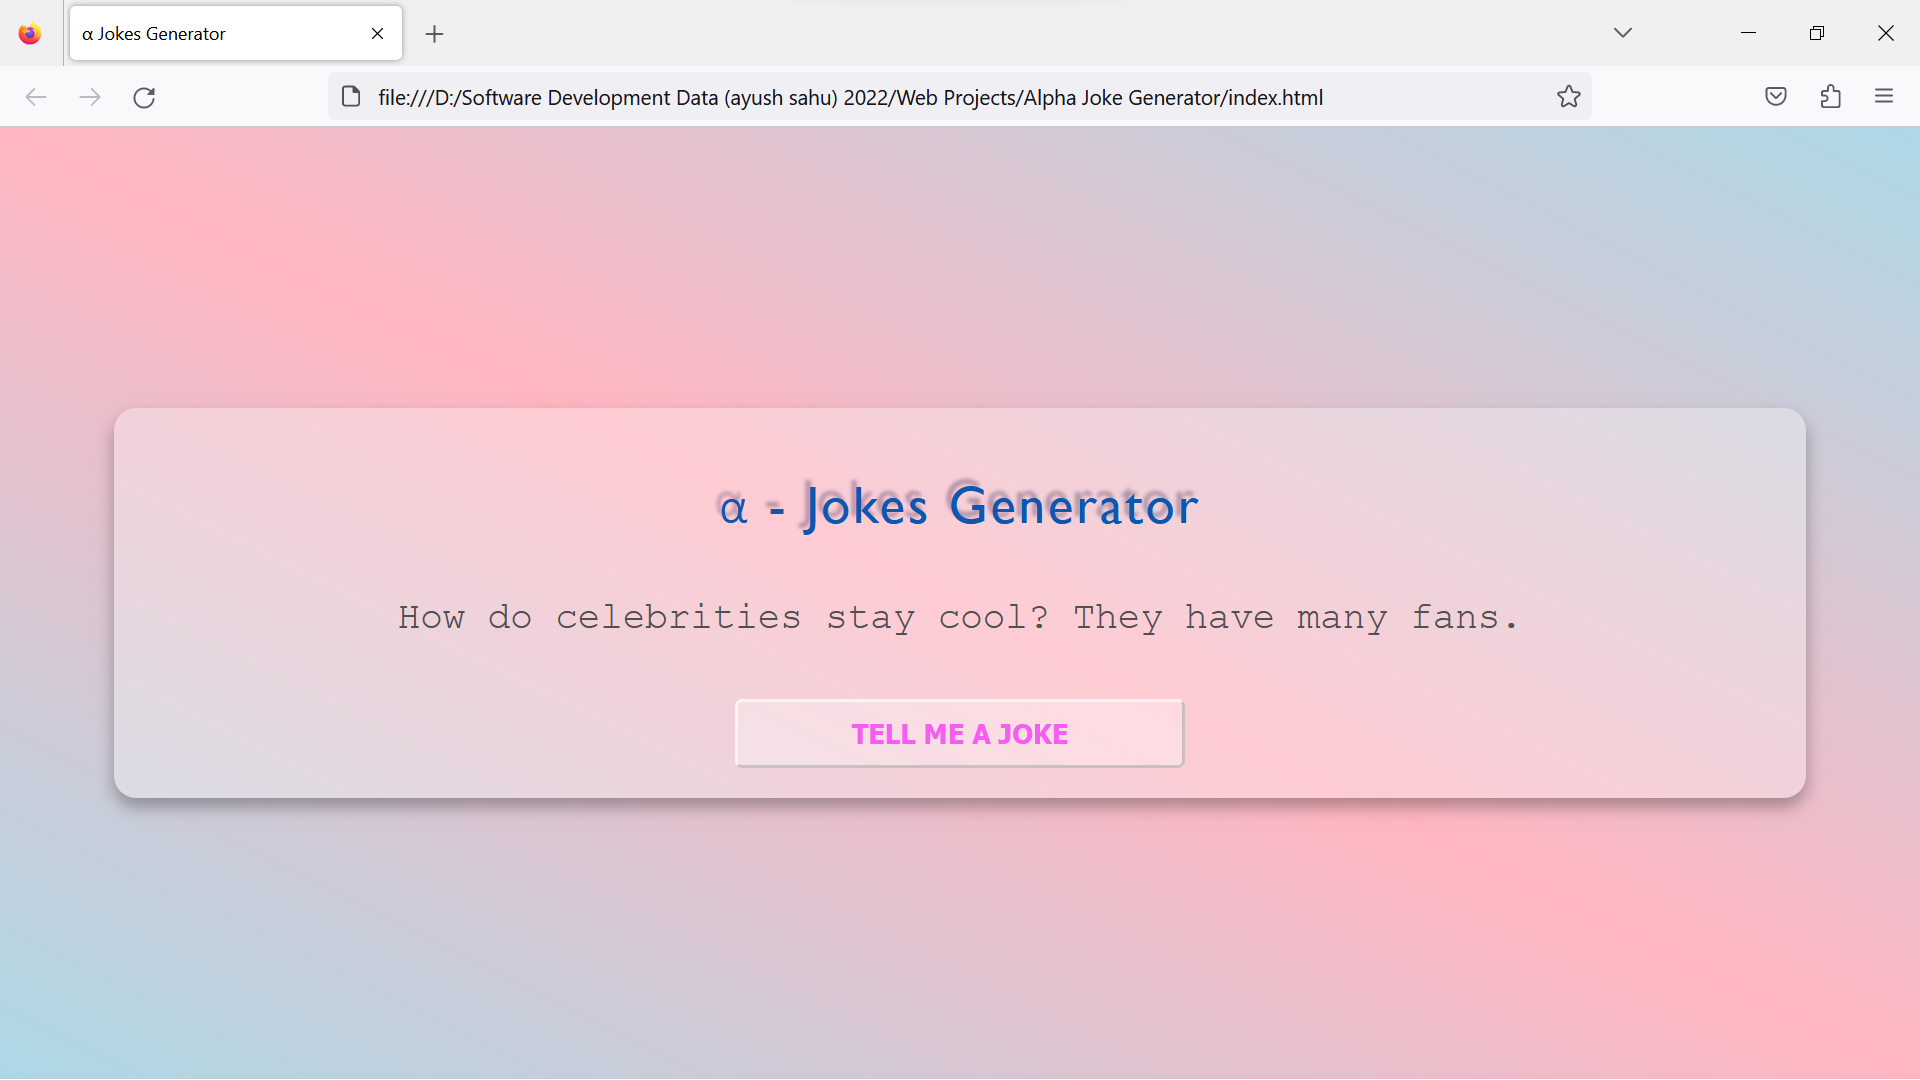 α Jokes Generator
file:///D:/Software Development Data (ayush sahu) 2022/Web Projects/Alpha Joke Generator/index.html
α - Jokes Generator
How do celebrities stay cool? They have many fans.
TELL ME A JOKE